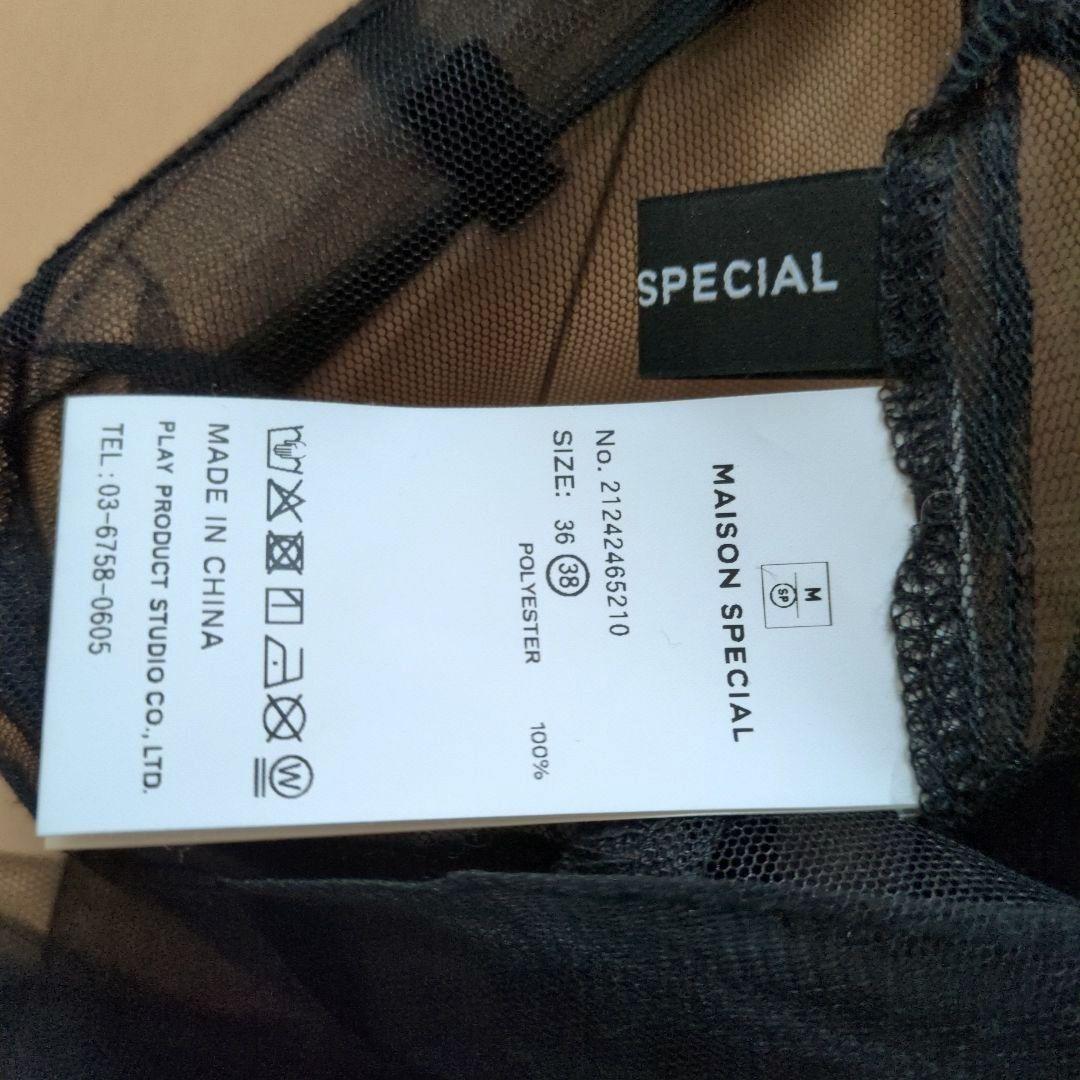 SPECIAL
M
SP
MAISON SPECIAL
No. 21242465210
SIZE: 36 38
POLYESTER 100%
W
MADE IN CHINA
PLAY PRODUCT STUDIO CO., LTD.
TEL:03-6758-0605